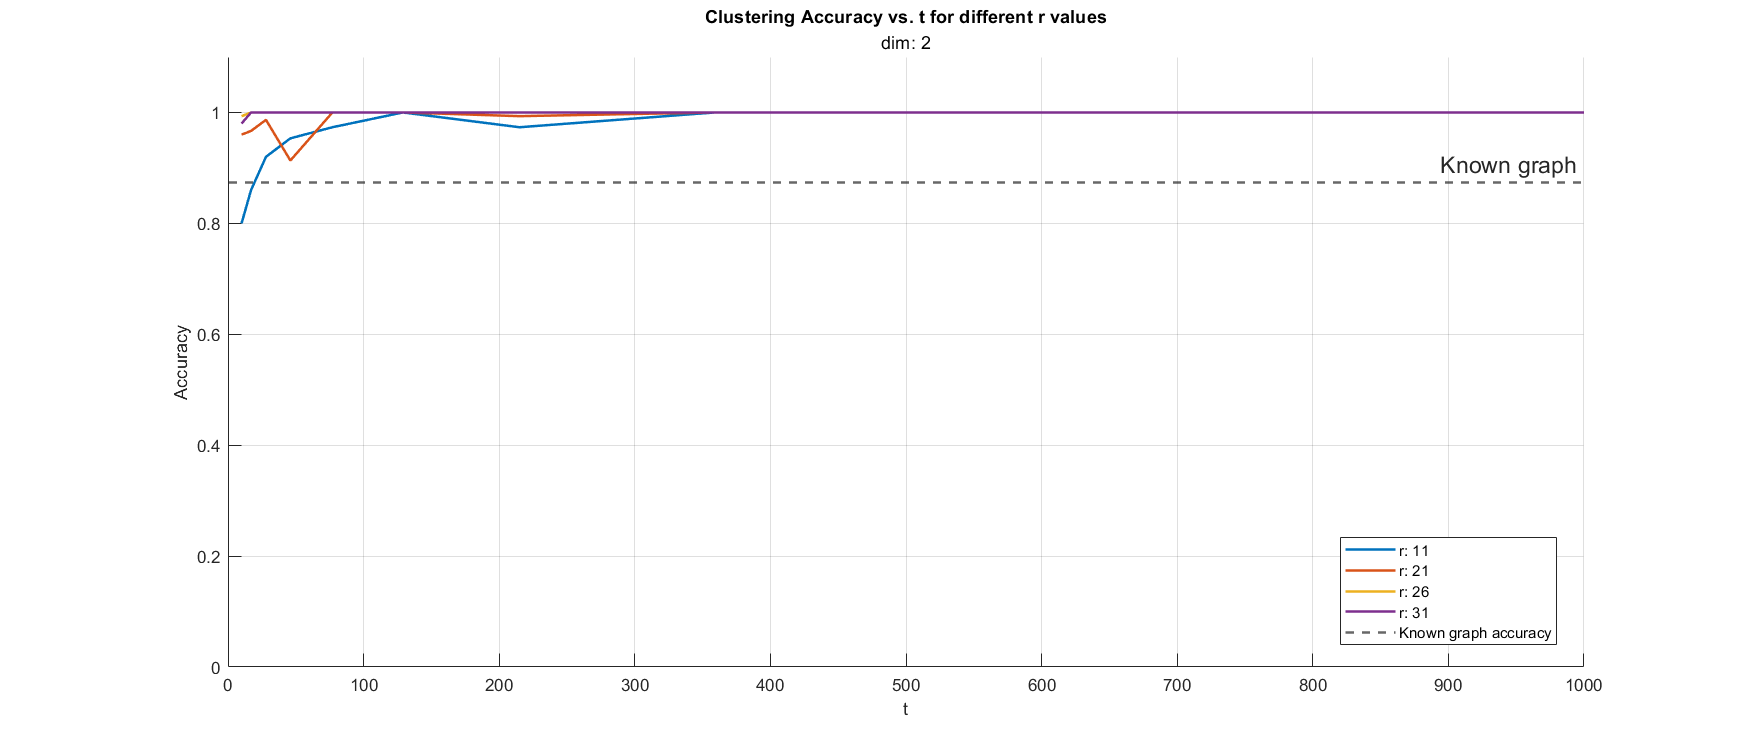 Clustering Accuracy vs. t for different r values
dim: 2
1
0.8
0.6
0.4
0.2
0
Accuracy
Known graph
r: 11
r: 21
r: 26
r: 31
Known graph accuracy
0 100 200 300 400 500 600 700 800 900 1000
t